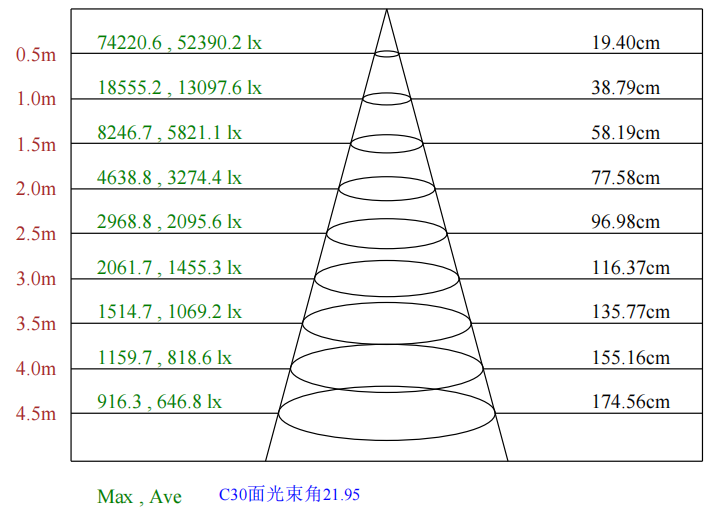 74220.6 , 52390.2 lx 19.40cm
0.5m
18555.2 , 13097.6 lx 38.79cm
1.0m
8246.7 , 5821.1 lx 58.19cm
1.5m
4638.8 , 3274.4 lx 77.58cm
2.0m
2968.8 , 2095.6 lx 96.98cm
2.5m
2061.7 , 1455.3 lx 116.37cm
3.0m
1514.7 , 1069.2 lx 135.77cm
3.5m
1159.7 , 818.6 lx 155.16cm
4.0m
916.3 , 646.8 lx 174.56cm
4.5m
Max , Ave C30面光束角21.95